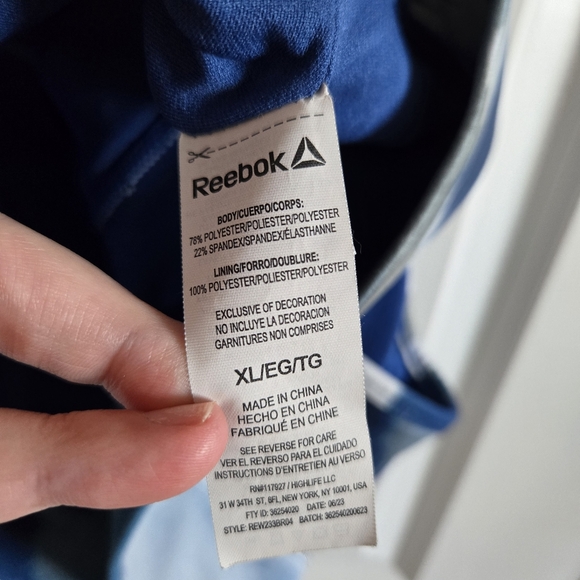 Reebok
BODY/CUERPO/CORPS:
78% POLYESTER/POLIESTER/POLYESTER
22% SPANDEX/SPANDEX/ÉLASTHANNE
LINING/FORRO/DOUBLURE:
100% POLYESTER/POLIESTER/POLYESTER
EXCLUSIVE OF DECORATION
NO INCLUYE LA DECORACION
GARNITURES NON COMPRISES
XL/EG/TG
MADE IN CHINA
HECHO EN CHINA
FABRIQUÉ EN CHINE
SEE REVERSE FOR CARE
VER EL REVERSO PARA EL CUIDADO
INSTRUCTIONS D'ENTRETIEN AU VERSO
RN#117927 / HIGHLIFE LLC
31 W 34TH ST, 8FL, NEW YORK, NY, 10001, USA
FTY ID: 36254020 DATE: 06/23
STYLE: REW233BR04 BATCH: 362540200623